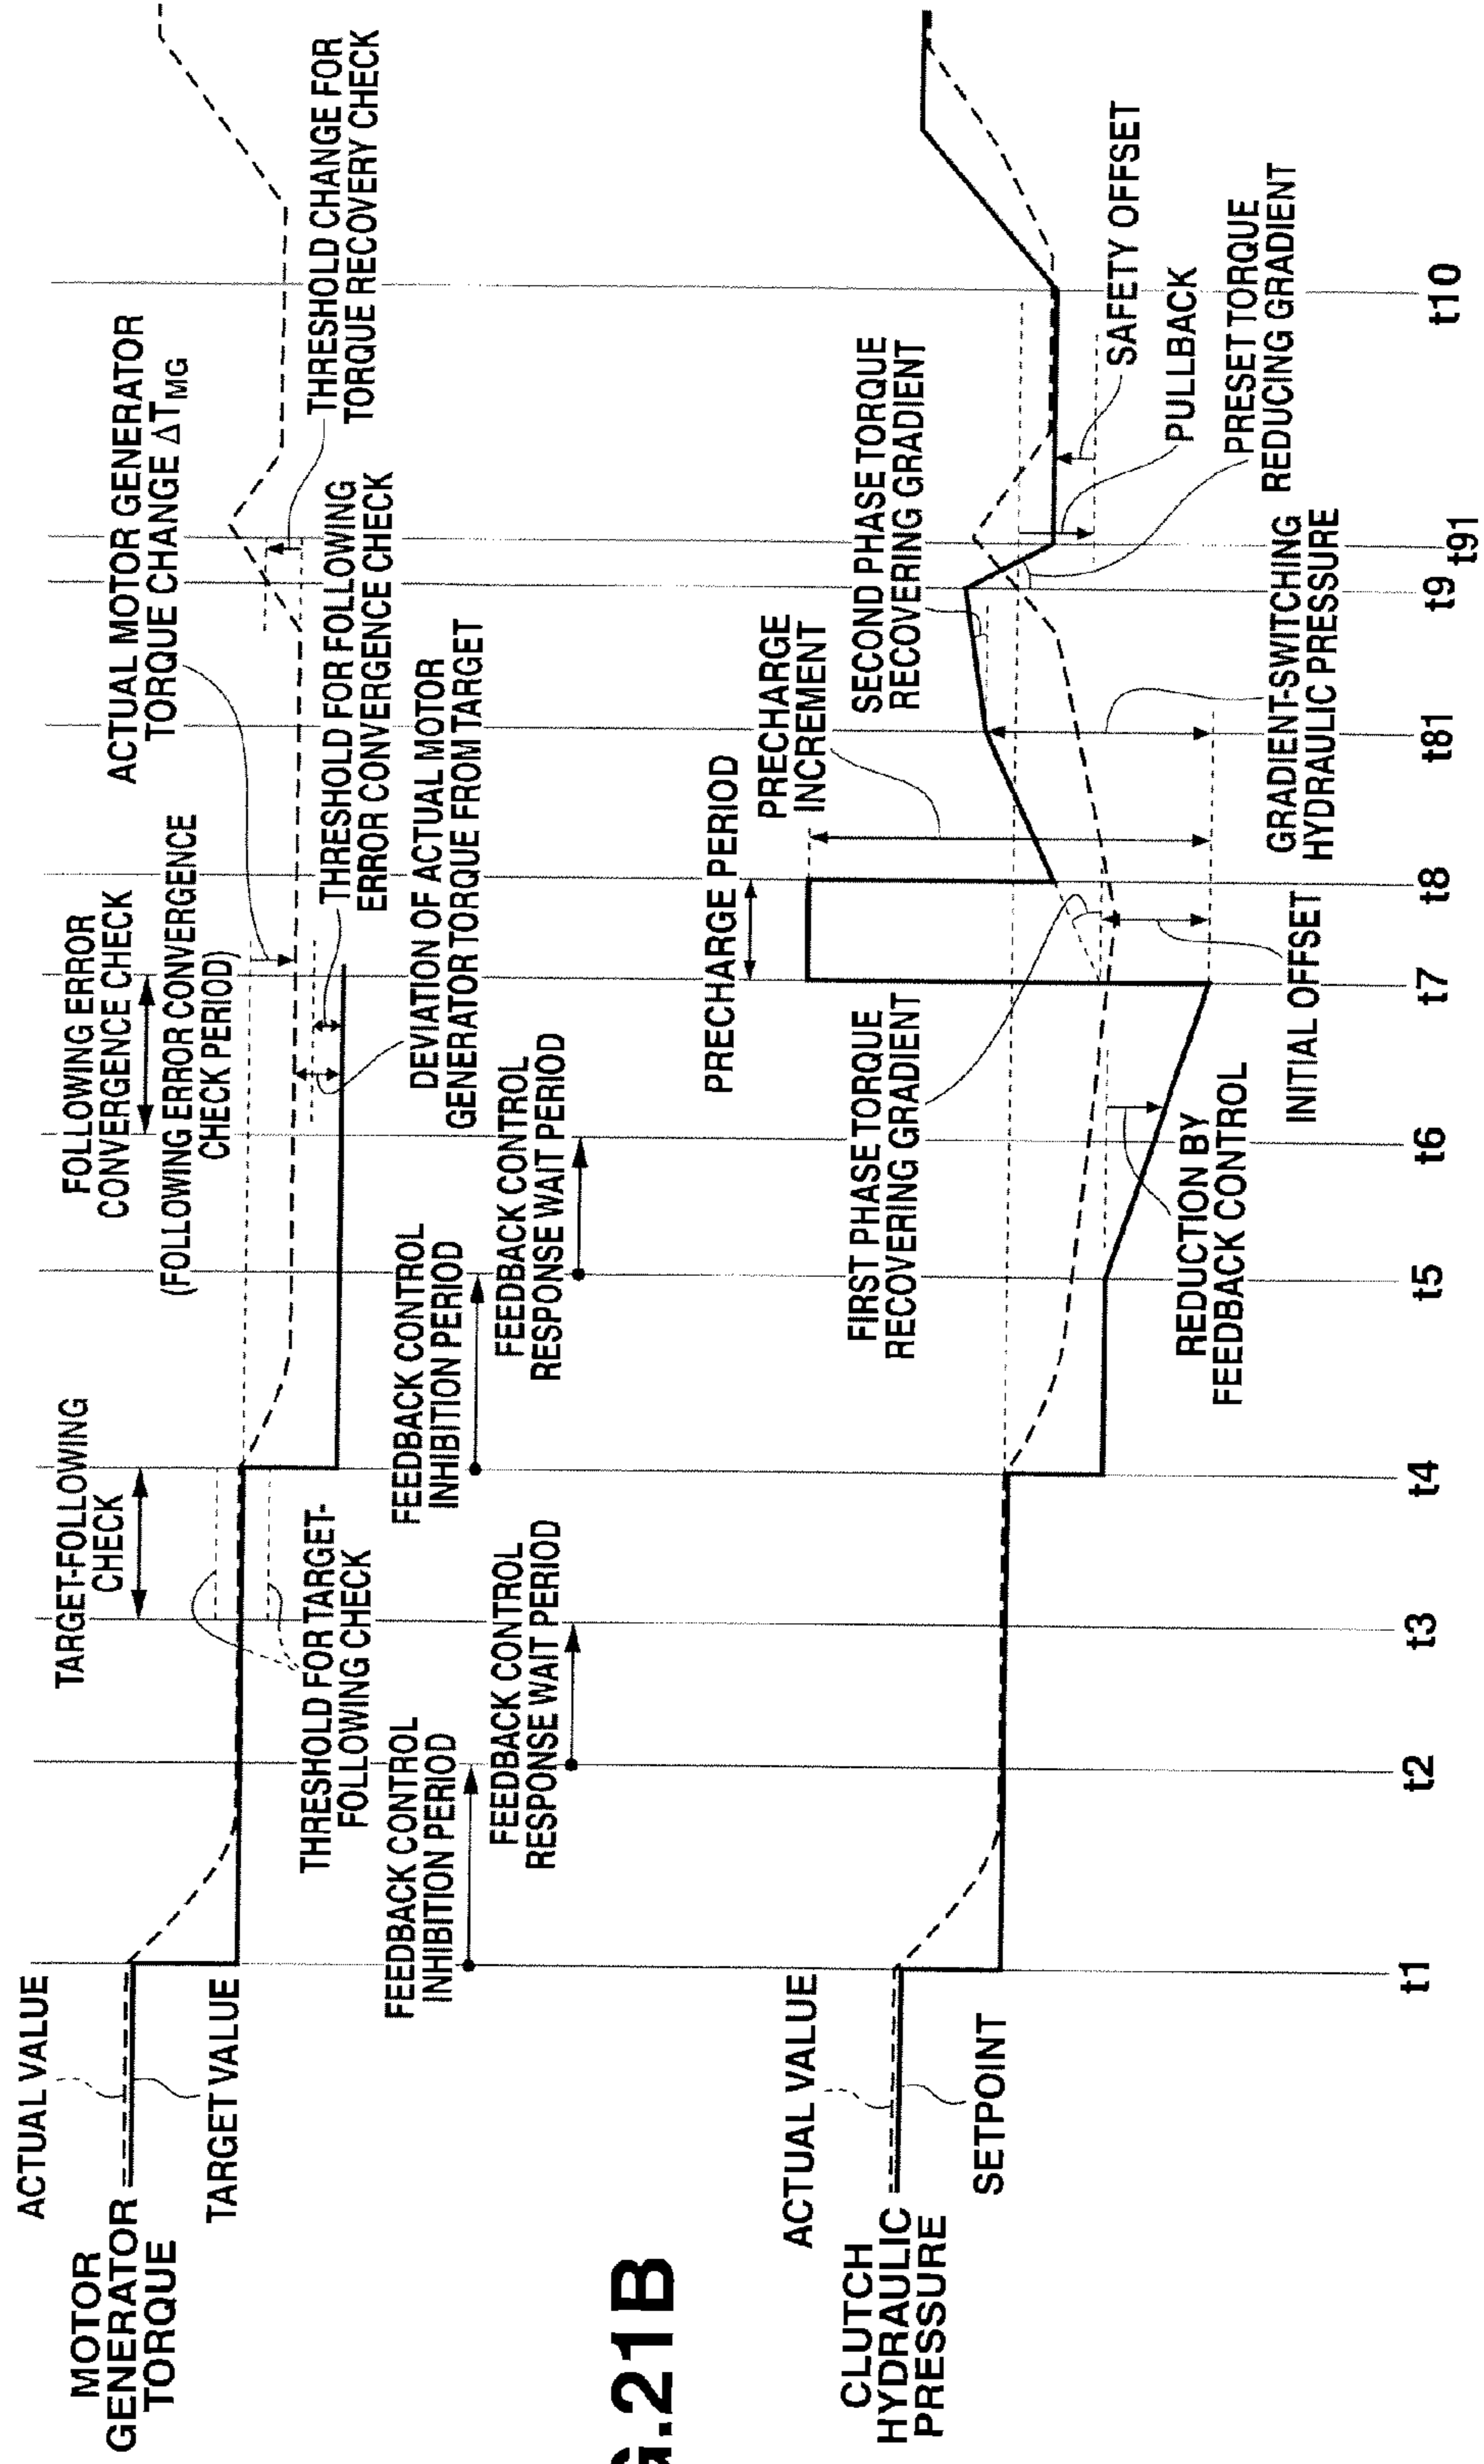 ACTUAL VALUE
MOTOR
GENERATOR
TORQUE
TARGET VALUE
TARGET-FOLLOWING
CHECK
THRESHOLD FOR TARGET-
FOLLOWING CHECK
FEEDBACK CONTROL
INHIBITION PERIOD
FEEDBACK CONTROL
RESPONSE WAIT PERIOD
FOLLOWING ERROR
CONVERGENCE CHECK
(FOLLOWING ERROR CONVERGENCE
CHECK PERIOD)
FEEDBACK CONTROL
INHIBITION PERIOD
FEEDBACK CONTROL
RESPONSE WAIT PERIOD
ACTUAL MOTOR GENERATOR
TORQUE CHANGE ΔTMG
THRESHOLD FOR FOLLOWING
ERROR CONVERGENCE CHECK
DEVIATION OF ACTUAL MOTOR
GENERATOR TORQUE FROM TARGET
THRESHOLD CHANGE FOR
TORQUE RECOVERY CHECK
.21B
ACTUAL VALUE
CLUTCH
HYDRAULIC
PRESSURE
SETPOINT
PRECHARGE PERIOD
PRECHARGE
INCREMENT
FIRST PHASE TORQUE
RECOVERING GRADIENT
SECOND PHASE TORQUE
RECOVERING GRADIENT
REDUCTION BY
FEEDBACK CONTROL
INITIAL OFFSET
GRADIENT-SWITCHING
HYDRAULIC PRESSURE
SAFETY OFFSET
PULLBACK
PRESET TORQUE
REDUCING GRADIENT
t1 t2 t3 t4 t5 t6 t7 t8 t81 t9 t91 t10